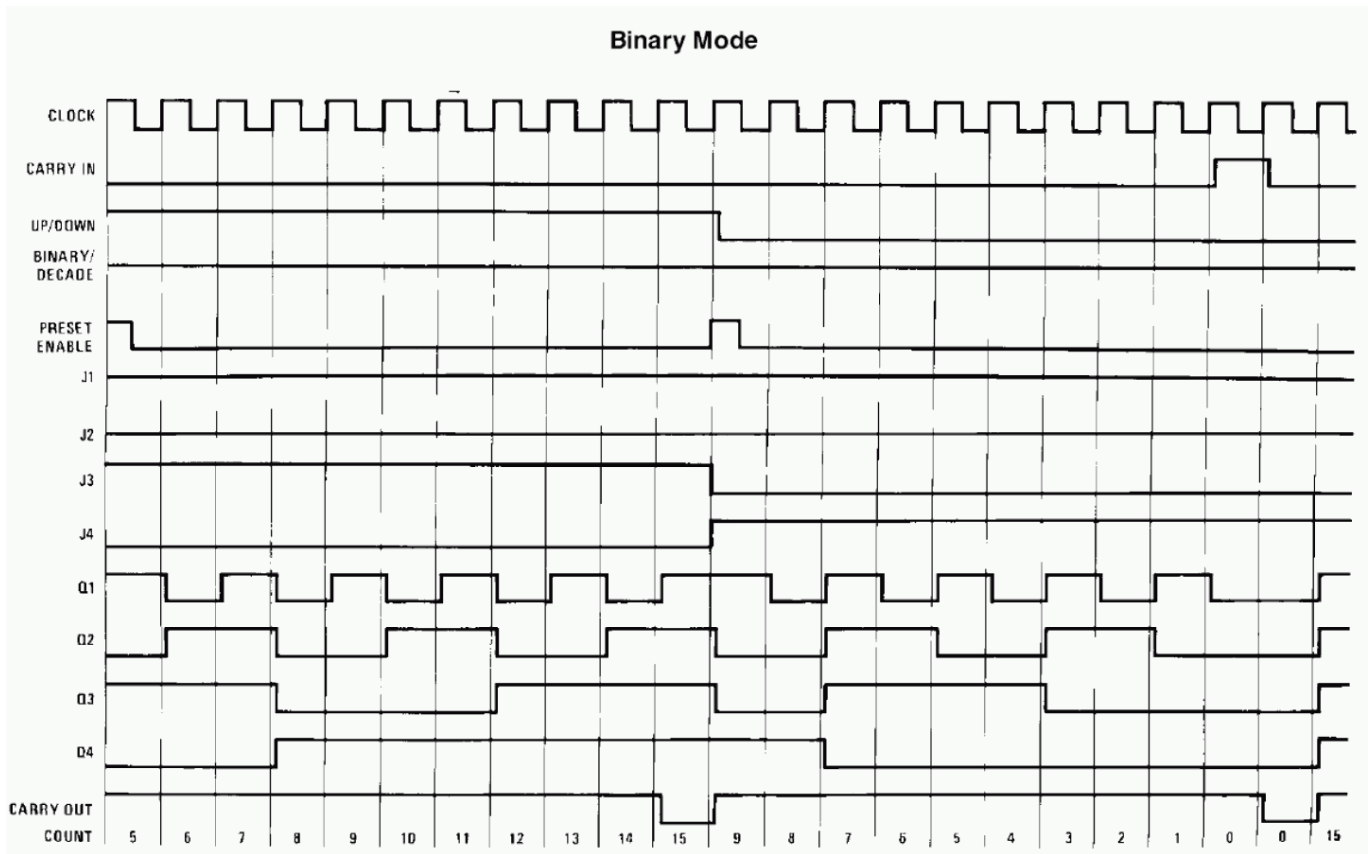 Binary Mode
CLOCK
CARRY IN
UP/DOWN
BINARY/
DECADE
PRESET
ENABLE
J1
J2
J3
J4
Q1
Q2
Q3
Q4
CARRY OUT
COUNT 5 6 7 8 9 10 11 12 13 14 15 9 8 7 6 5 4 3 2 1 0 0 15